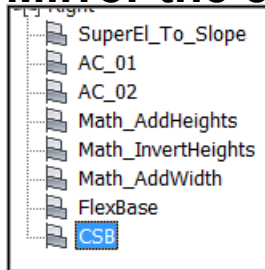 SuperEl_To_Slope
AC_01
AC_02
Math_AddHeights
Math_InvertHeights
Math_AddWidth
FlexBase
CSB